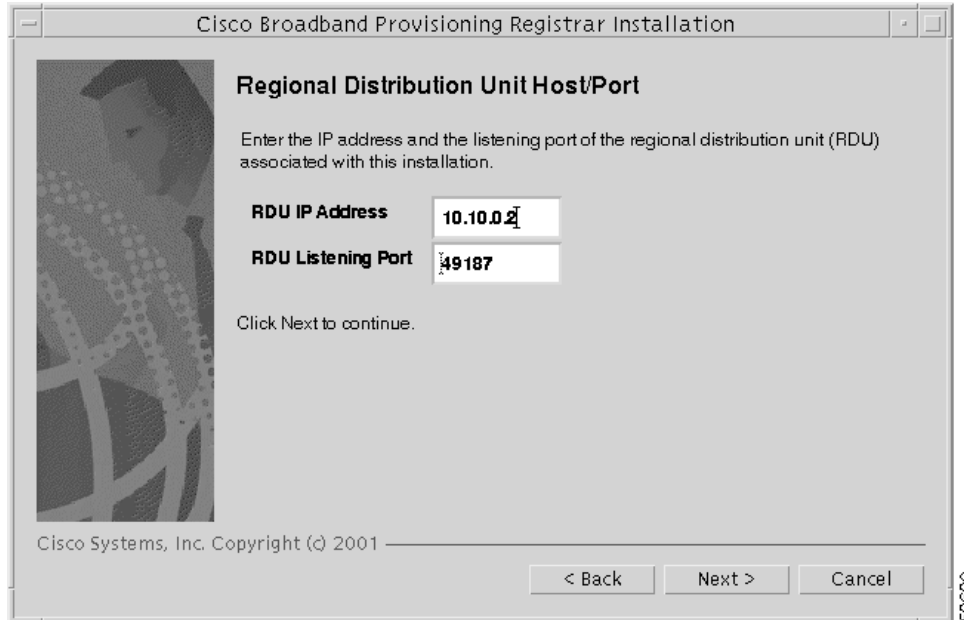 Cisco Broadband Provisioning Registrar Installation
Regional Distribution Unit Host/Port
Enter the IP address and the listening port of the regional distribution unit (RDU)
associated with this installation.
RDU IP Address 10.10.0.2
RDU Listening Port 49187
Click Next to continue.
Cisco Systems, Inc. Copyright (c) 2001
< Back Next > Cancel